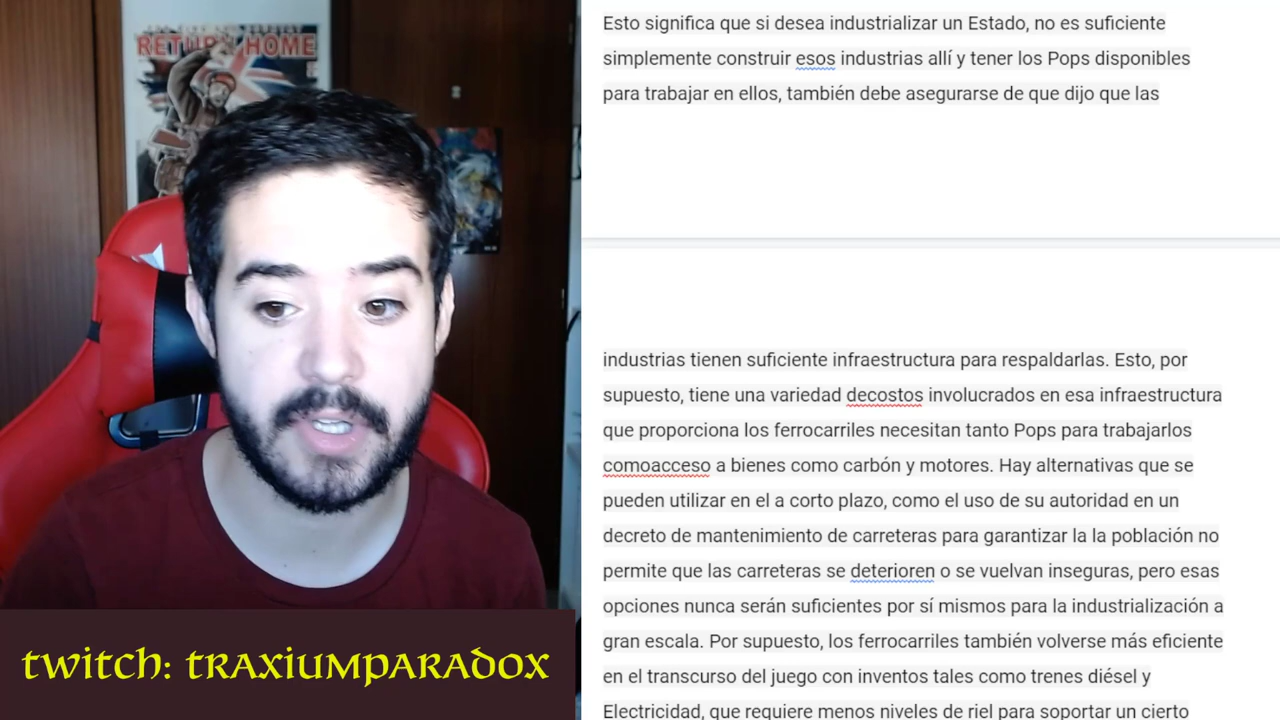 RETURN HOME
Esto significa que si desea industrializar un Estado, no es suficiente
simplemente construir esos industrias allí y tener los Pops disponibles
para trabajar en ellos, también debe asegurarse de que dijo que las
industrias tienen suficiente infraestructura para respaldarlas. Esto, por
supuesto, tiene una variedad decostos involucrados en esa infraestructura
que proporciona los ferrocarriles necesitan tanto Pops para trabajarlos
comoacceso a bienes como carbón y motores. Hay alternativas que se
pueden utilizar en el a corto plazo, como el uso de su autoridad en un
decreto de mantenimiento de carreteras para garantizar la la población no
permite que las carreteras se deterioren o se vuelvan inseguras, pero esas
opciones nunca serán suficientes por sí mismos para la industrialización a
gran escala. Por supuesto, los ferrocarriles también volverse más eficiente
en el transcurso del juego con inventos tales como trenes diésel y
Electricidad, que requiere menos niveles de riel para soportar un cierto
twitch: traxiumparadox